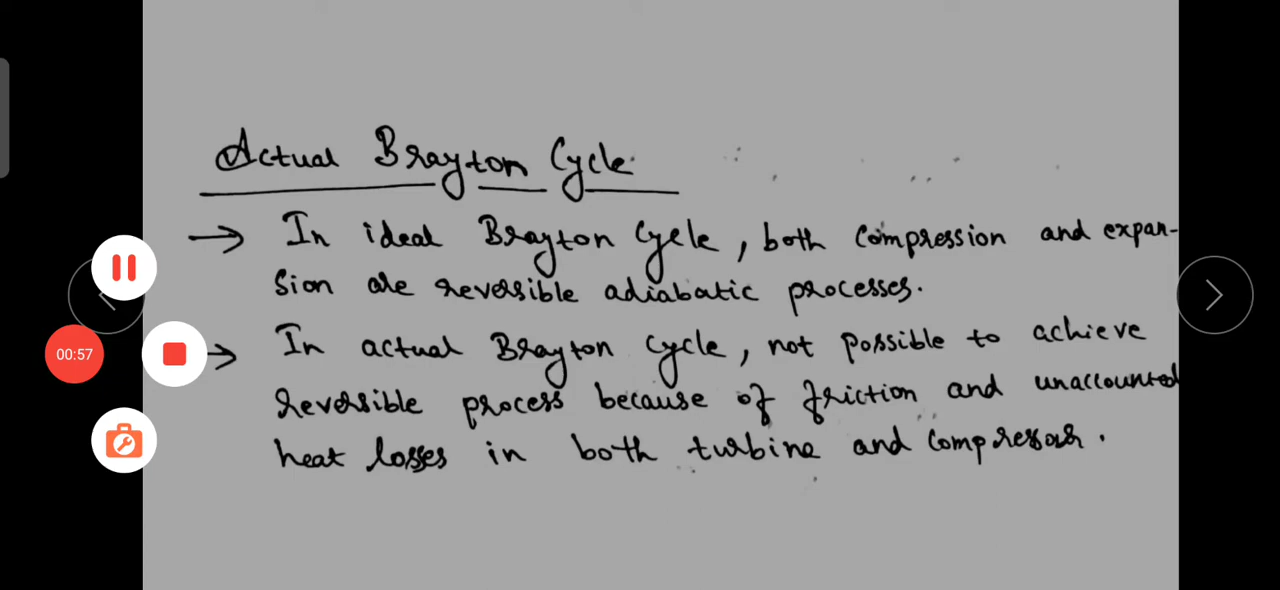 Actual Brayton Cycle
→ In ideal Brayton Cycle, both compression and expan-
sion are reversible adiabatic processes.
00:57
→ In actual Brayton cycle, not possible to achieve
reversible process because of friction and unaccounted
heat losses in both turbine and compressor.